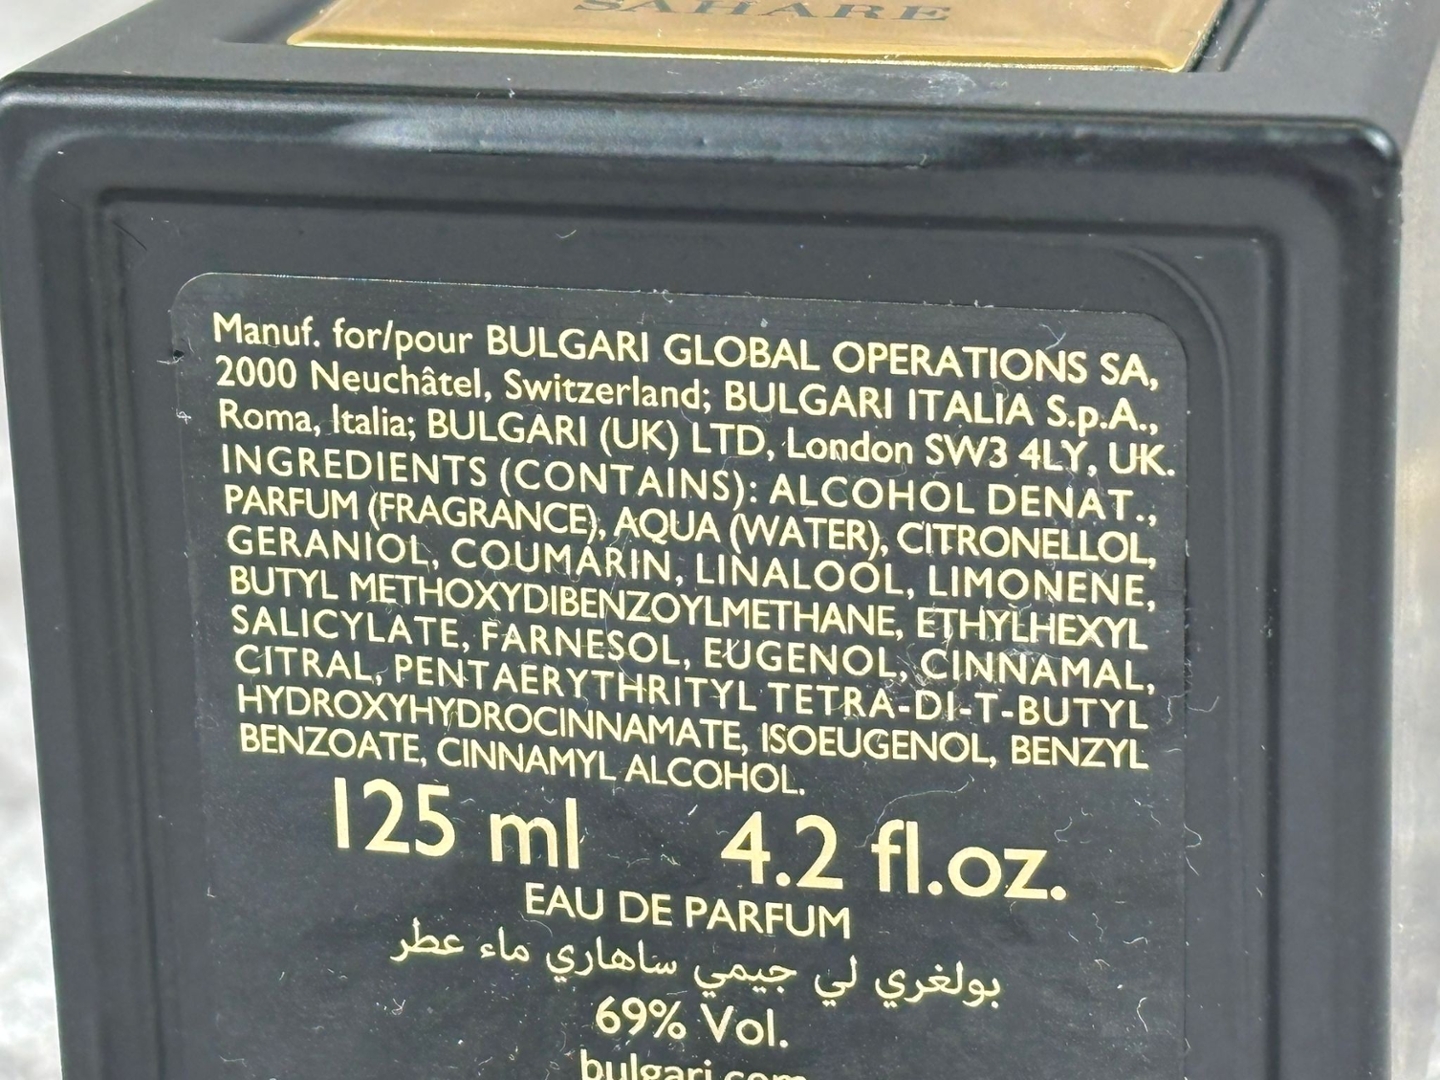 SAHARE
Manuf. for/pour BULGARI GLOBAL OPERATIONS SA,
2000 Neuchâtel, Switzerland; BULGARI ITALIA S.p.A.,
Roma, Italia; BULGARI (UK) LTD, London SW3 4LY, UK.
INGREDIENTS (CONTAINS): ALCOHOL DENAT.,
PARFUM (FRAGRANCE), AQUA (WATER), CITRONELLOL,
GERANIOL, COUMARIN, LINALOOL, LIMONENE,
BUTYL METHOXYDIBENZOYLMETHANE, ETHYLHEXYL
SALICYLATE, FARNESOL, EUGENOL, CINNAMAL,
CITRAL, PENTAERYTHRITYL TETRA-DI-T-BUTYL
HYDROXYHYDROCINNAMATE, ISOEUGENOL, BENZYL
BENZOATE, CINNAMYL ALCOHOL.
125 ml 4.2 fl.oz.
EAU DE PARFUM
بولغري لي جيمي ساهاري ماء عطر
69% Vol.
bulgari.com